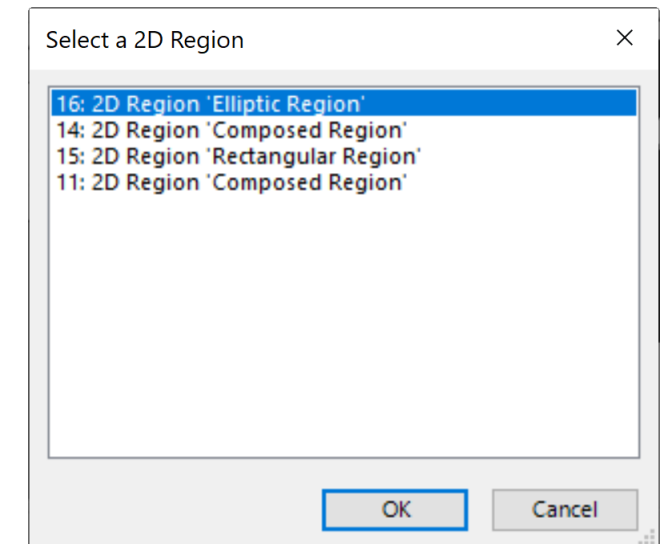 Select a 2D Region
16: 2D Region 'Elliptic Region'
14: 2D Region 'Composed Region'
15: 2D Region 'Rectangular Region'
11: 2D Region 'Composed Region'
OK
Cancel